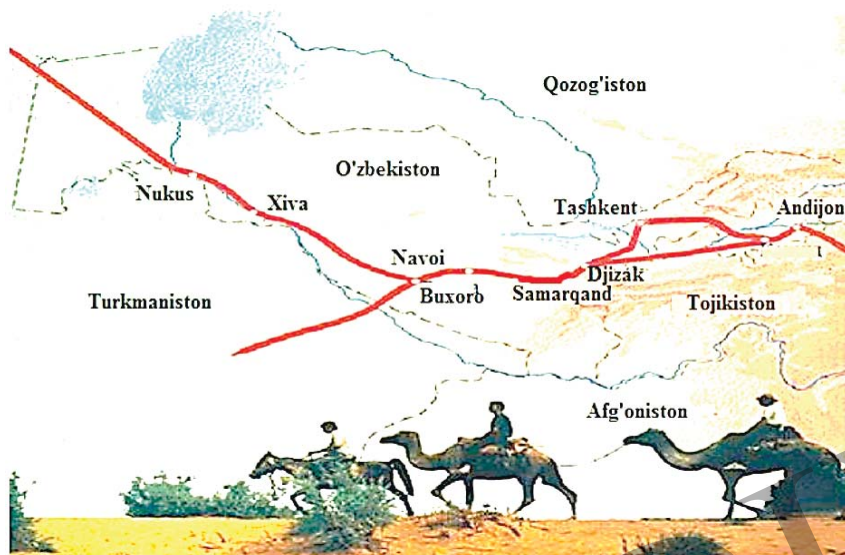 Qozog'iston
O'zbekiston
Nukus
Xiva
Tashkent
Andijon
Navoi
Buxoro
Samarqand
Djizak
Turkmaniston
Tojikiston
Afg'oniston